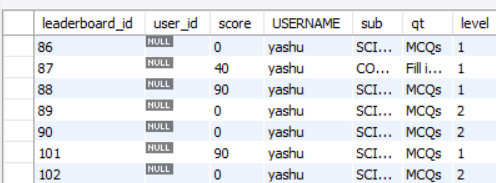 leaderboard_id user_id score USERNAME sub qt level
86 NULL 0 yashu SCI... MCQs 1
87 NULL 40 yashu CO... Fill i... 1
88 NULL 90 yashu SCI... MCQs 1
89 NULL 0 yashu SCI... MCQs 2
90 NULL 0 yashu SCI... MCQs 2
101 NULL 90 yashu SCI... MCQs 1
102 NULL 0 yashu SCI... MCQs 2